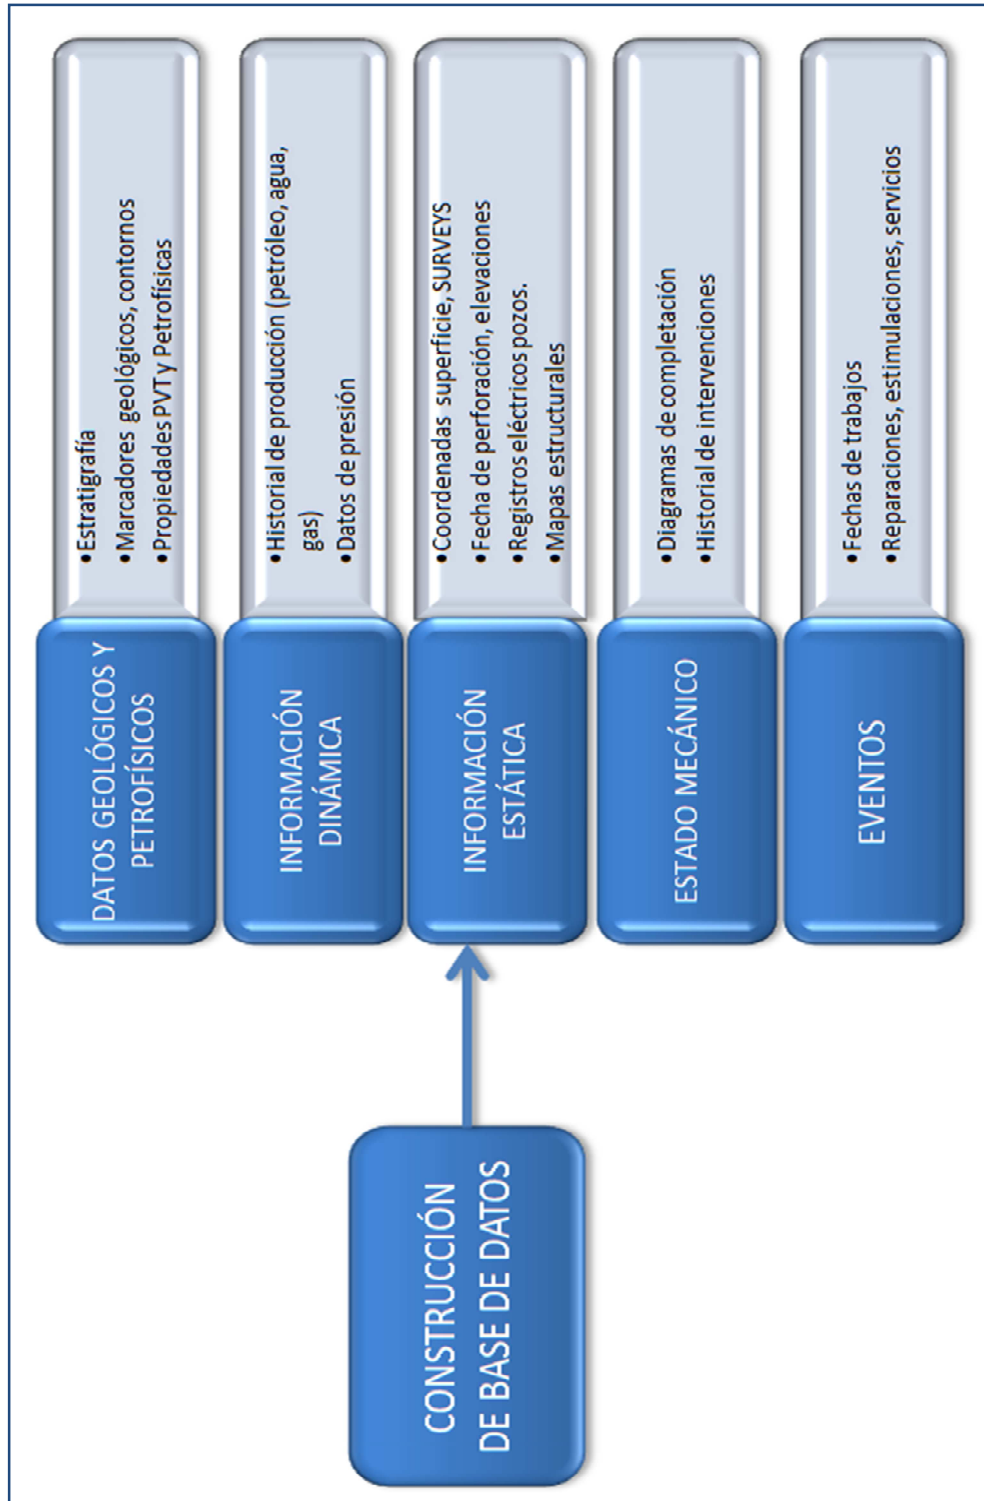 CONSTRUCCIÓN
DE BASE DE DATOS
DATOS GEOLÓGICOS Y
PETROFÍSICOS
•Estratigrafía
•Marcadores geológicos, contornos
•Propiedades PVT y Petrofísicas
INFORMACIÓN
DINÁMICA
•Historial de producción (petróleo, agua,
gas)
•Datos de presión
INFORMACIÓN
ESTÁTICA
•Coordenadas superficie, SURVEYS
•Fecha de perforación, elevaciones
•Registros eléctricos pozos.
•Mapas estructurales
ESTADO MECÁNICO
•Diagramas de completación
•Historial de intervenciones
EVENTOS
•Fechas de trabajos
•Reparaciones, estimulaciones, servicios